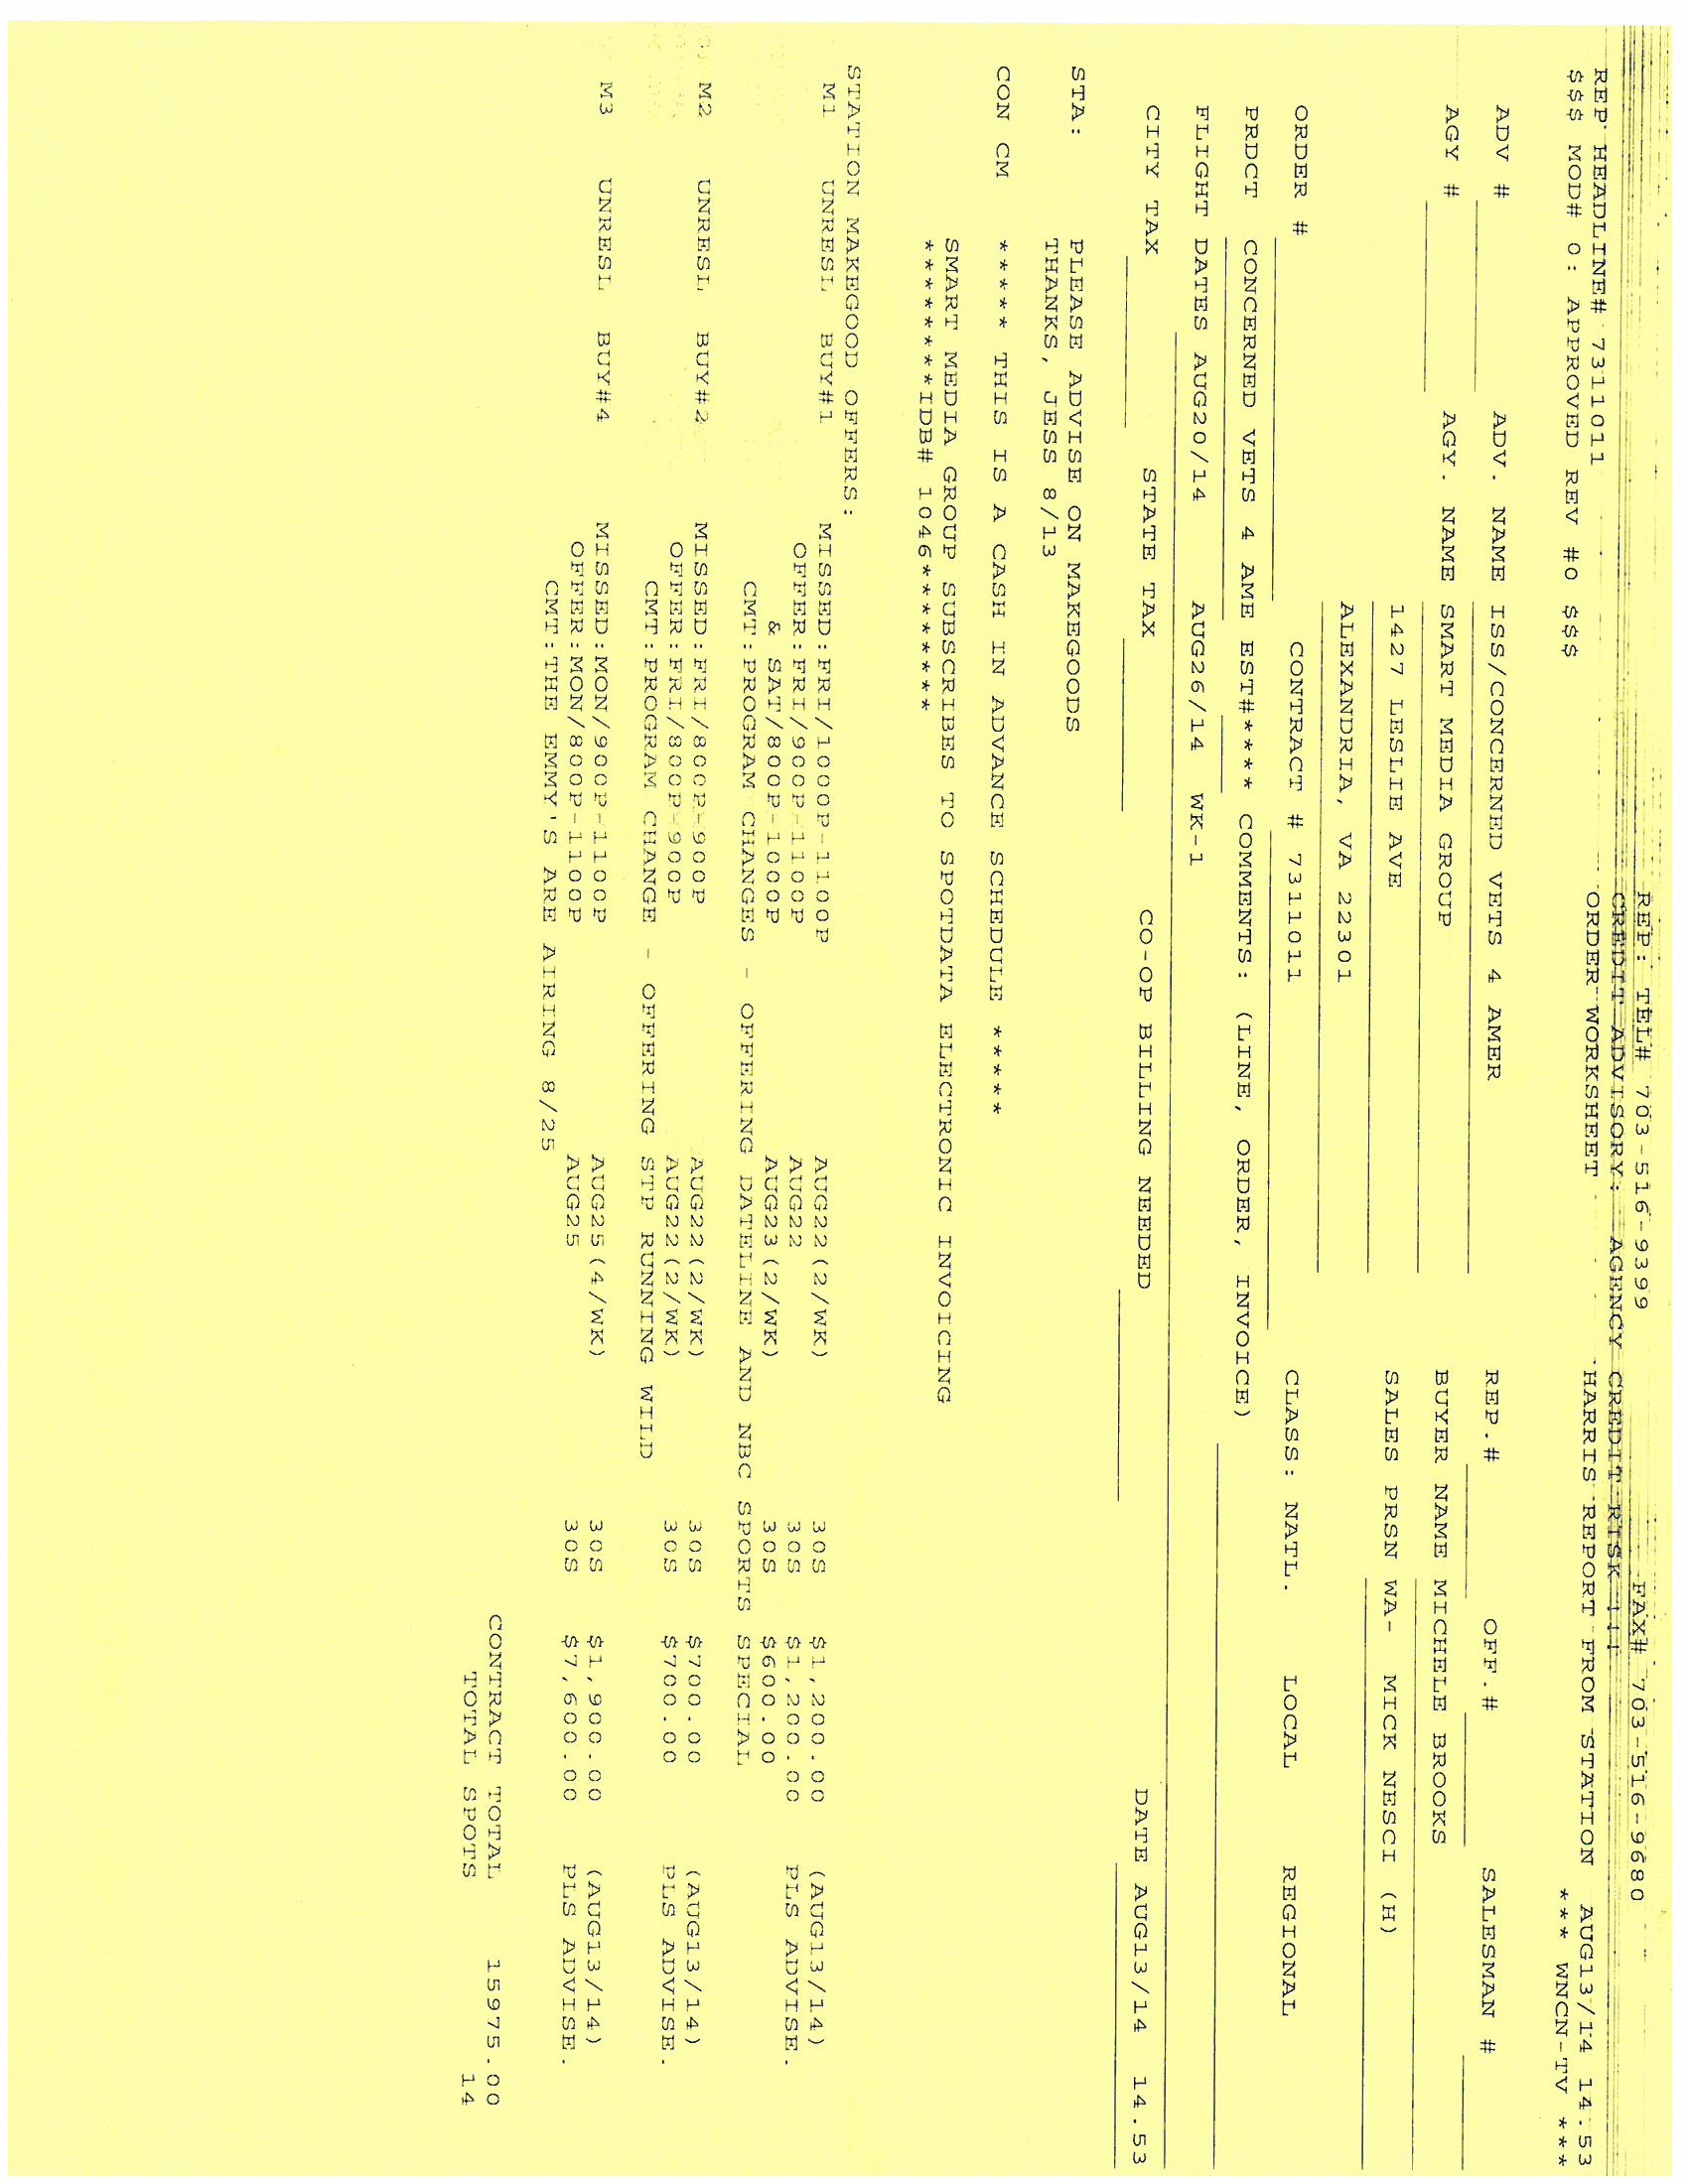 REP: TEL# 703-516-9399 FAX# 703-516-9680
CREDIT ADVISORY: AGENCY CREDIT RISK !!!
REP HEADLINE# 7311011 ORDER WORKSHEET HARRIS REPORT FROM STATION AUG13/14 14.53
$$$ MOD# 0: APPROVED REV #0 $$$ *** WNCN-TV ***
ADV # ADV. NAME ISS/CONCERNED VETS 4 AMER REP.# OFF.# SALESMAN #
AGY # AGY. NAME SMART MEDIA GROUP BUYER NAME MICHELE BROOKS
1427 LESLIE AVE SALES PRSN WA- MICK NESCI (H)
ALEXANDRIA, VA 22301
ORDER # CONTRACT # 7311011 CLASS: NATL. LOCAL REGIONAL
PRDCT CONCERNED VETS 4 AME EST#**** COMMENTS: (LINE, ORDER, INVOICE)
FLIGHT DATES AUG20/14 AUG26/14 WK-1
CITY TAX STATE TAX CO-OP BILLING NEEDED DATE AUG13/14 14.53
STA: PLEASE ADVISE ON MAKEGOODS
THANKS, JESS 8/13
CON CM ***** THIS IS A CASH IN ADVANCE SCHEDULE *****
SMART MEDIA GROUP SUBSCRIBES TO SPOTDATA ELECTRONIC INVOICING
********IDB# 1046********
STATION MAKEGOOD OFFERS:
M1 UNRESL BUY#1 MISSED:FRI/1000P-1100P AUG22(2/WK) 30S $1,200.00 (AUG13/14)
OFFER:FRI/900P-1100P AUG22 30S $1,200.00 PLS ADVISE.
& SAT/800P-1000P AUG23(2/WK) 30S $600.00
CMT:PROGRAM CHANGES - OFFERING DATELINE AND NBC SPORTS SPECIAL
M2 UNRESL BUY#2 MISSED:FRI/800P-900P AUG22(2/WK) 30S $700.00 (AUG13/14)
OFFER:FRI/800P-900P AUG22(2/WK) 30S $700.00 PLS ADVISE.
CMT:PROGRAM CHANGE - OFFERING STP RUNNING WILD
M3 UNRESL BUY#4 MISSED:MON/900P-1100P AUG25(4/WK) 30S $1,900.00 (AUG13/14)
OFFER:MON/800P-1100P AUG25 30S $7,600.00 PLS ADVISE.
CMT:THE EMMY'S ARE AIRING 8/25
CONTRACT TOTAL 15975.00
TOTAL SPOTS 14